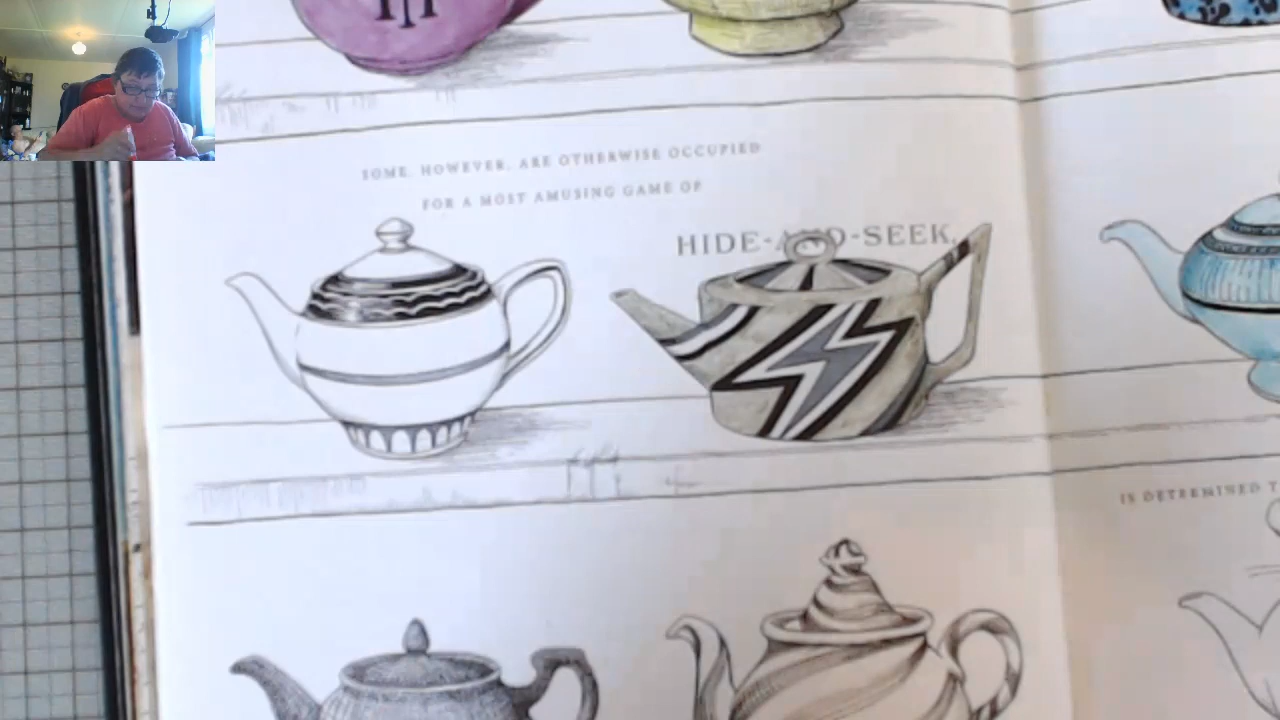 SOME, HOWEVER, ARE OTHERWISE OCCUPIED
FOR A MOST AMUSING GAME OF
HIDE-AND-SEEK,
IS DETERMINED T